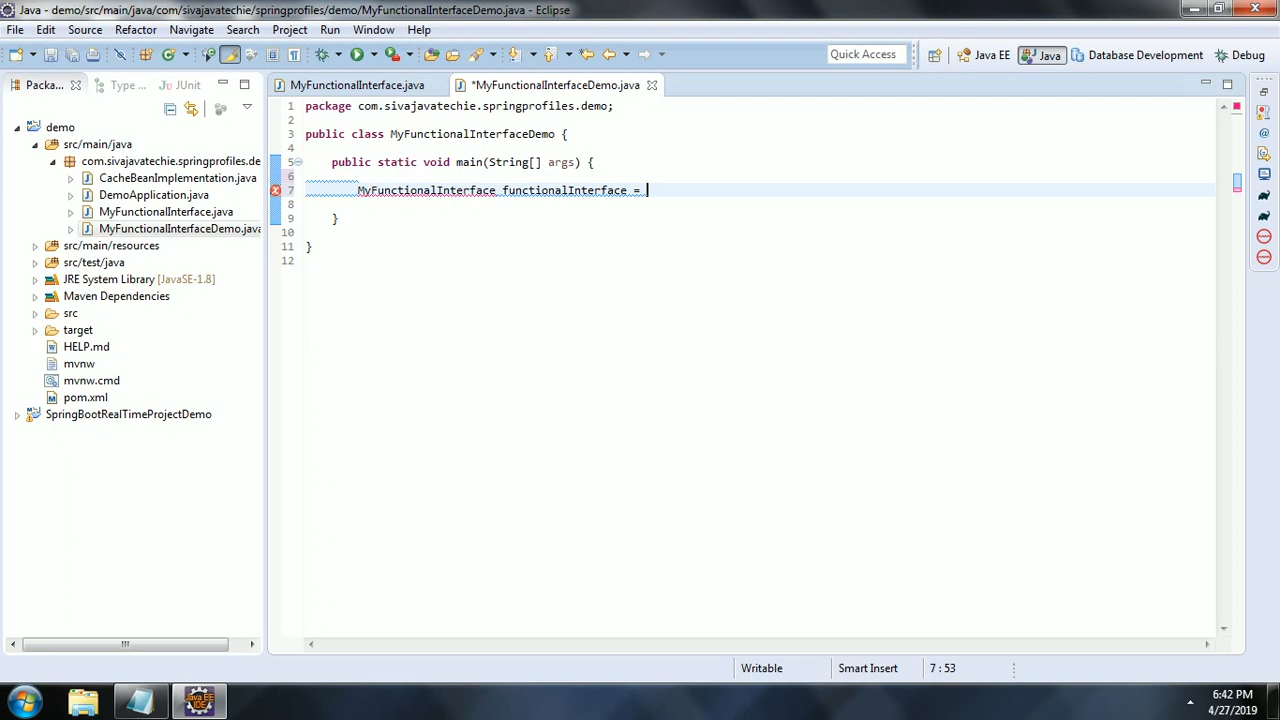 Java - demo/src/main/java/com/sivajavatechie/springprofiles/demo/MyFunctionalInterfaceDemo.java - Eclipse
File Edit Source Refactor Navigate Search Project Run Window Help
Quick Access Java EE Java Database Development Debug
Packa... Type ... JUnit MyFunctionalInterface.java *MyFunctionalInterfaceDemo.java
demo
src/main/java
com.sivajavatechie.springprofiles.de
CacheBeanImplementation.java
DemoApplication.java
MyFunctionalInterface.java
MyFunctionalInterfaceDemo.java
src/main/resources
src/test/java
JRE System Library [JavaSE-1.8]
Maven Dependencies
src
target
HELP.md
mvnw
mvnw.cmd
pom.xml
SpringBootRealTimeProjectDemo
1 package com.sivajavatechie.springprofiles.demo;
2
3 public class MyFunctionalInterfaceDemo {
4
5 public static void main(String[] args) {
6
7 MyFunctionalInterface functionalInterface =
8
9 }
10
11 }
12
Writable Smart Insert 7 : 53
Java EE
IDE
6:42 PM
4/27/2019